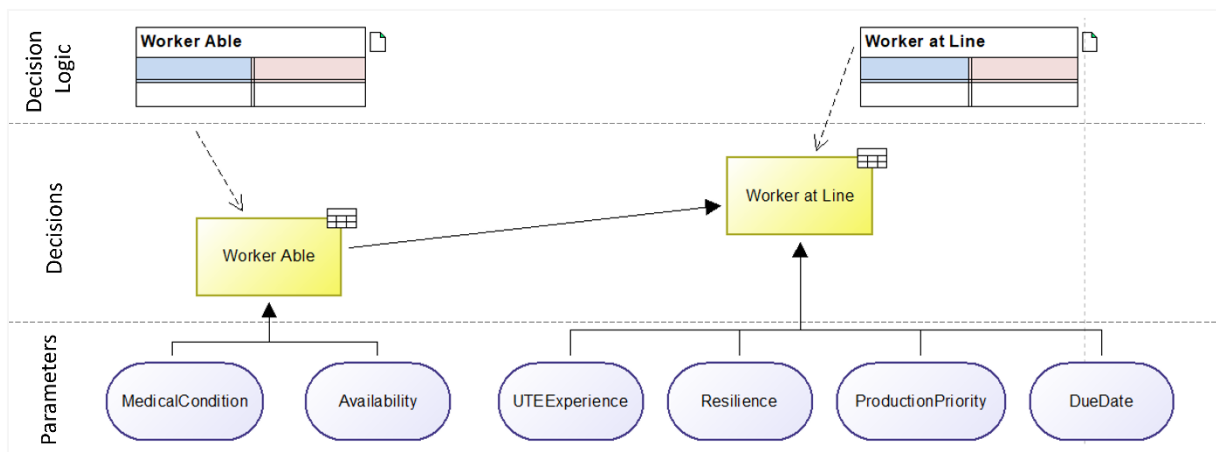 Decision
Logic
Worker Able
Worker at Line
Decisions
Worker Able
Worker at Line
Parameters
MedicalCondition
Availability
UTEExperience
Resilience
ProductionPriority
DueDate